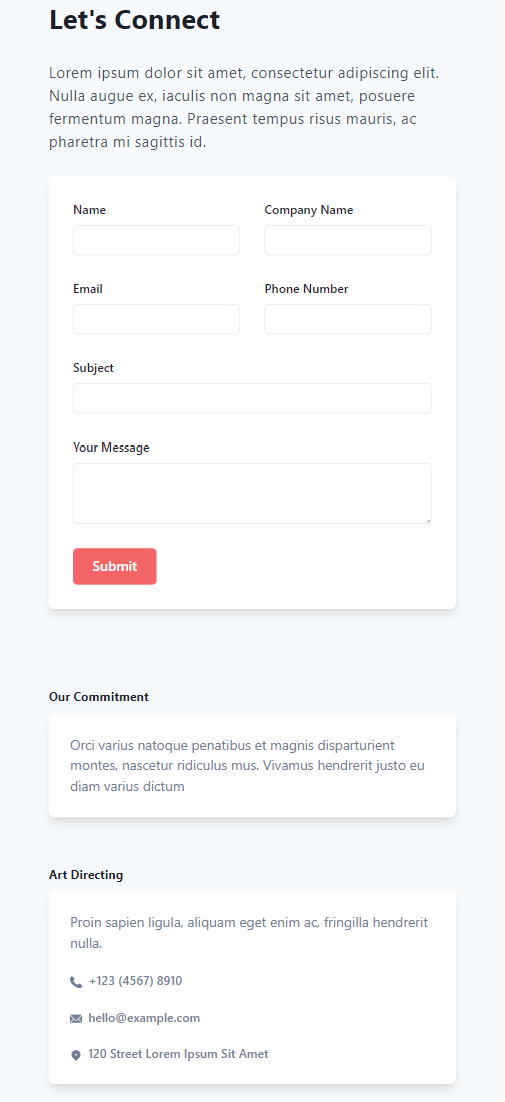 Let's Connect
Lorem ipsum dolor sit amet, consectetur adipiscing elit.
Nulla augue ex, iaculis non magna sit amet, posuere
fermentum magna. Praesent tempus risus mauris, ac
pharetra mi sagittis id.
Name
Company Name
Email
Phone Number
Subject
Your Message
Submit
Our Commitment
Orci varius natoque penatibus et magnis disparturient
montes, nascetur ridiculus mus. Vivamus hendrerit justo eu
diam varius dictum
Art Directing
Proin sapien ligula, aliquam eget enim ac, fringilla hendrerit
nulla.
+123 (4567) 8910
hello@example.com
120 Street Lorem Ipsum Sit Amet